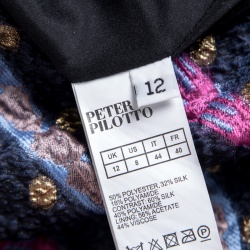 12
PETER
PILOTTO
UK US IT FR
12 8 44 40
50% POLYESTER, 32% SILK
18% POLYAMIDE
CONTRAST: 60% SILK
40% POLYAMIDE
LINING: 56% ACETATE
44% VISCOSE